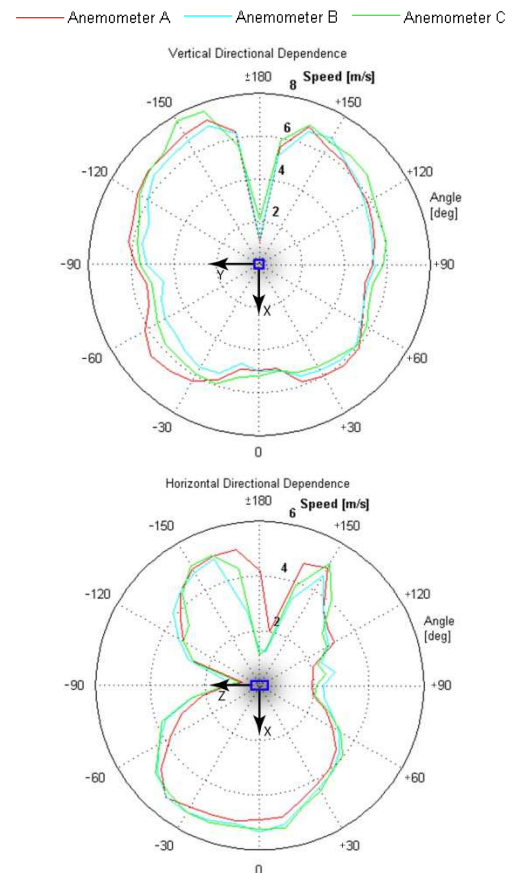 Anemometer A Anemometer B Anemometer C
Vertical Directional Dependence
±180 8 Speed [m/s]
-150 +150
6
-120 4 +120
Angle
[deg]
2
-90 Y +90
X
-60 +60
-30 +30
0
Horizontal Directional Dependence
±180 6 Speed [m/s]
-150 +150
4
-120 +120
Angle
[deg]
2
-90 Z +90
X
-60 +60
-30 +30
0